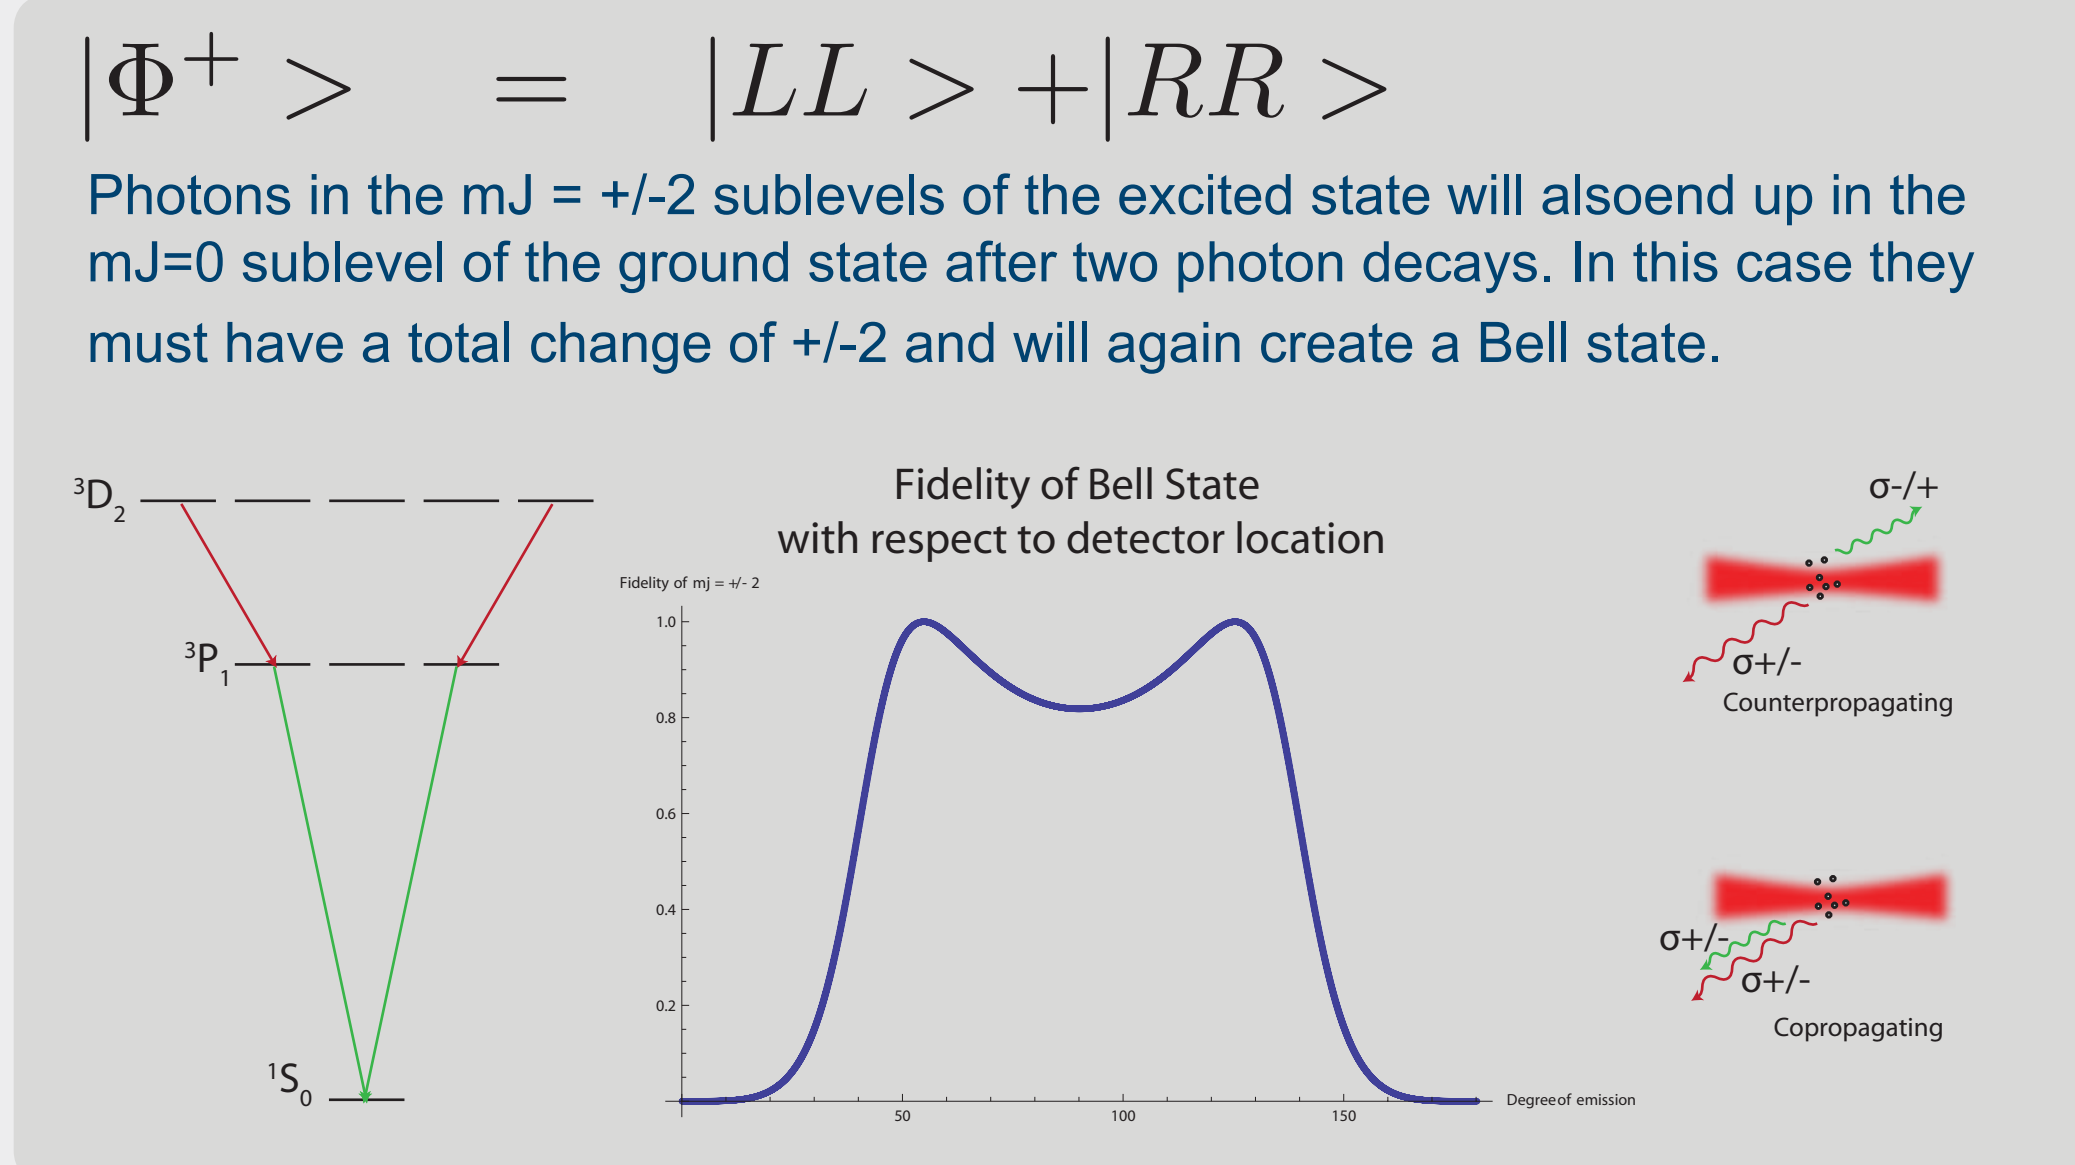 |Φ⁺ > = |LL > +|RR >
Photons in the mJ = +/-2 sublevels of the excited state will alsoend up in the
mJ=0 sublevel of the ground state after two photon decays. In this case they
must have a total change of +/-2 and will again create a Bell state.
³D₂
³P₁
¹S₀
Fidelity of Bell State
with respect to detector location
Fidelity of mj = +/- 2
1.0
0.8
0.6
0.4
0.2
50
100
150
Degreeof emission
σ-/+
σ+/-
Counterpropagating
σ+/-
σ+/-
Copropagating